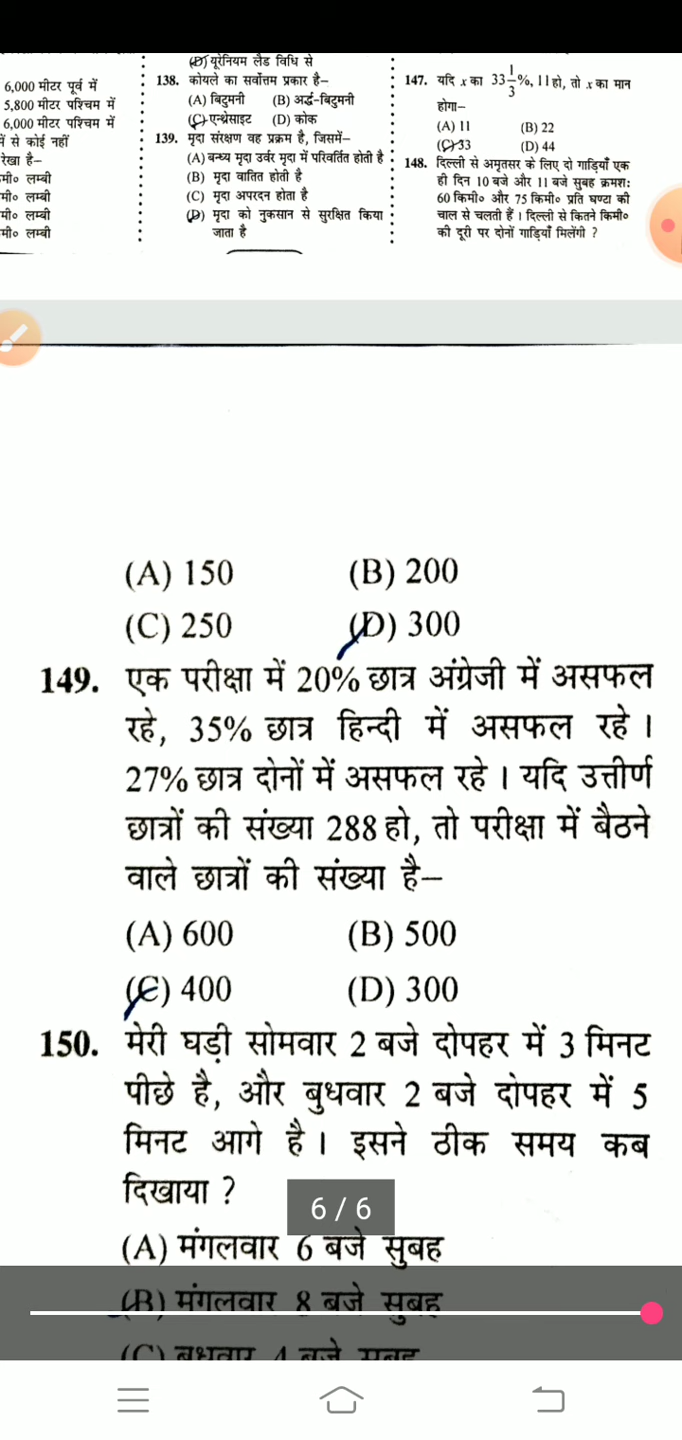 6,000 मीटर पूर्व में
5,800 मीटर पश्चिम में
6,000 मीटर पश्चिम में
में से कोई नहीं
रेखा है–
मी० लम्बी
मी० लम्बी
मी० लम्बी
मी० लम्बी
(D) यूरेनियम लैड विधि से
138. कोयले का सर्वोत्तम प्रकार है–
(A) बिटुमनी (B) अर्द्ध-बिटुमनी
(C) एन्थ्रेसाइट (D) कोक
139. मृदा संरक्षण वह प्रक्रम है, जिसमें–
(A) बन्ध्य मृदा उर्वर मृदा में परिवर्तित होती है
(B) मृदा वातित होती है
(C) मृदा अपरदन होता है
(D) मृदा को नुकसान से सुरक्षित किया
जाता है
147. यदि x का 33 1/3 %, 11 हो, तो x का मान
होगा–
(A) 11 (B) 22
(C) 33 (D) 44
148. दिल्ली से अमृतसर के लिए दो गाड़ियाँ एक
ही दिन 10 बजे और 11 बजे सुबह क्रमशः
60 किमी० और 75 किमी० प्रति घण्टा की
चाल से चलती हैं। दिल्ली से कितने किमी०
की दूरी पर दोनों गाड़ियाँ मिलेंगी ?
(A) 150 (B) 200
(C) 250 (D) 300
149. एक परीक्षा में 20% छात्र अंग्रेजी में असफल
रहे, 35% छात्र हिन्दी में असफल रहे।
27% छात्र दोनों में असफल रहे। यदि उत्तीर्ण
छात्रों की संख्या 288 हो, तो परीक्षा में बैठने
वाले छात्रों की संख्या है–
(A) 600 (B) 500
(C) 400 (D) 300
150. मेरी घड़ी सोमवार 2 बजे दोपहर में 3 मिनट
पीछे है, और बुधवार 2 बजे दोपहर में 5
मिनट आगे है। इसने ठीक समय कब
दिखाया ?
6 / 6
(A) मंगलवार 6 बजे सुबह
(B) मंगलवार 8 बजे सुबह
(C) बुधवार 4 बजे सुबह